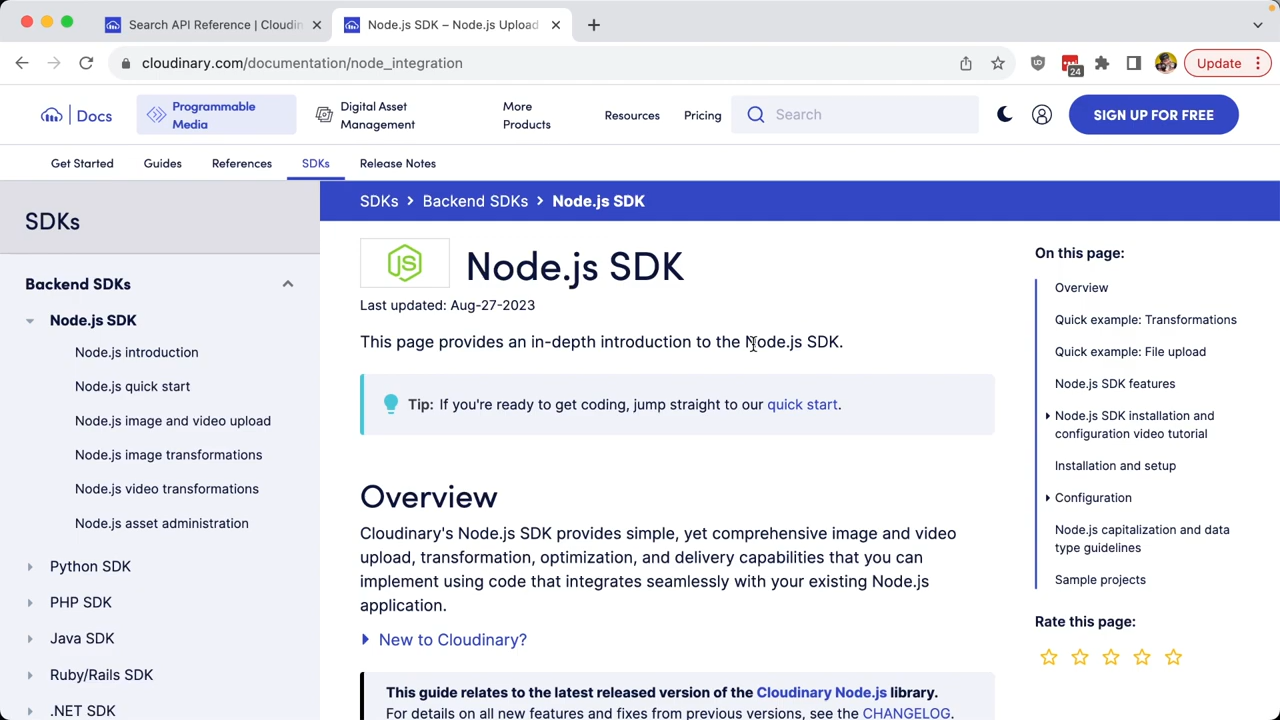 Search API Reference | Cloudin
Node.js SDK – Node.js Upload
cloudinary.com/documentation/node_integration
24
Update
Docs
Programmable
Media
Digital Asset
Management
More
Products
Resources
Pricing
Search
SIGN UP FOR FREE
Get Started
Guides
References
SDKs
Release Notes
SDKs
Backend SDKs
Node.js SDK
Node.js introduction
Node.js quick start
Node.js image and video upload
Node.js image transformations
Node.js video transformations
Node.js asset administration
Python SDK
PHP SDK
Java SDK
Ruby/Rails SDK
.NET SDK
SDKs > Backend SDKs > Node.js SDK
JS
Node.js SDK
Last updated: Aug-27-2023
This page provides an in-depth introduction to the Node.js SDK.
Tip: If you're ready to get coding, jump straight to our quick start.
Overview
Cloudinary's Node.js SDK provides simple, yet comprehensive image and video
upload, transformation, optimization, and delivery capabilities that you can
implement using code that integrates seamlessly with your existing Node.js
application.
New to Cloudinary?
This guide relates to the latest released version of the Cloudinary Node.js library.
For details on all new features and fixes from previous versions, see the CHANGELOG.
On this page:
Overview
Quick example: Transformations
Quick example: File upload
Node.js SDK features
Node.js SDK installation and
configuration video tutorial
Installation and setup
Configuration
Node.js capitalization and data
type guidelines
Sample projects
Rate this page: